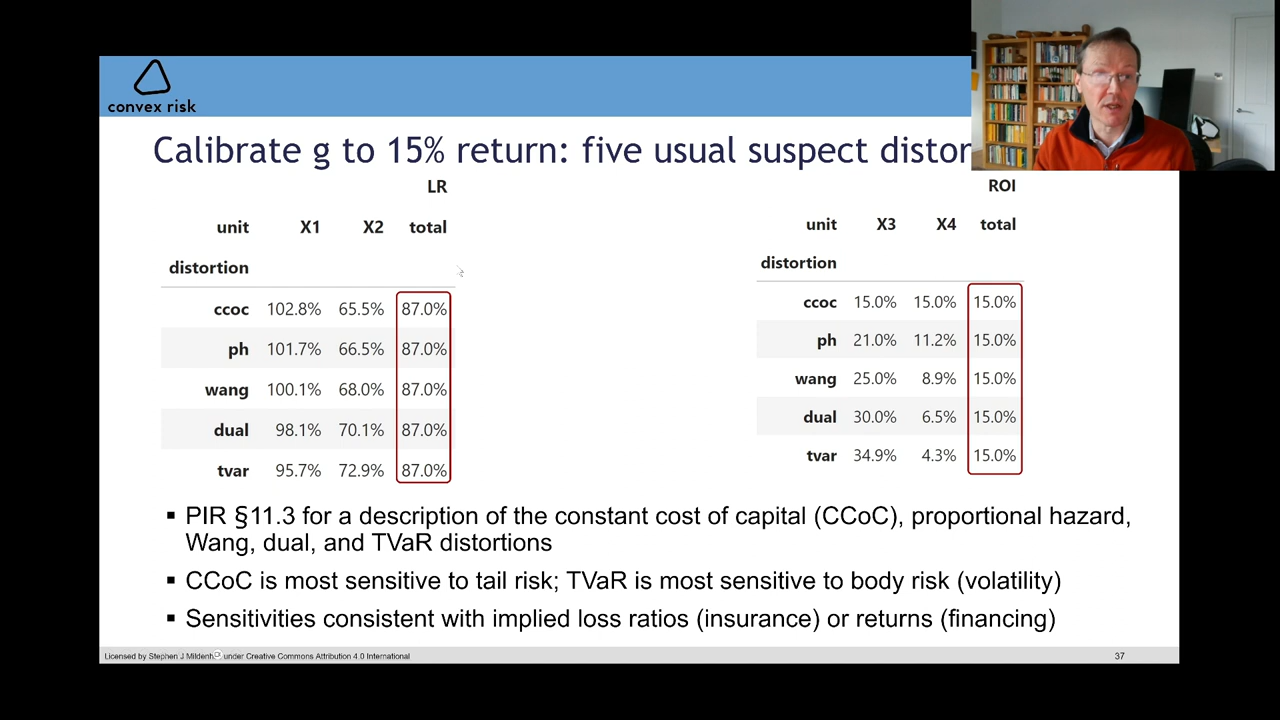 convex risk
Calibrate g to 15% return: five usual suspect distor
LR
unit X1 X2 total
distortion
ccoc 102.8% 65.5% 87.0%
ph 101.7% 66.5% 87.0%
wang 100.1% 68.0% 87.0%
dual 98.1% 70.1% 87.0%
tvar 95.7% 72.9% 87.0%
ROI
unit X3 X4 total
distortion
ccoc 15.0% 15.0% 15.0%
ph 21.0% 11.2% 15.0%
wang 25.0% 8.9% 15.0%
dual 30.0% 6.5% 15.0%
tvar 34.9% 4.3% 15.0%
▪ PIR §11.3 for a description of the constant cost of capital (CCoC), proportional hazard,
Wang, dual, and TVaR distortions
▪ CCoC is most sensitive to tail risk; TVaR is most sensitive to body risk (volatility)
▪ Sensitivities consistent with implied loss ratios (insurance) or returns (financing)
Licensed by Stephen J Mildenh under Creative Commons Attribution 4.0 International
37